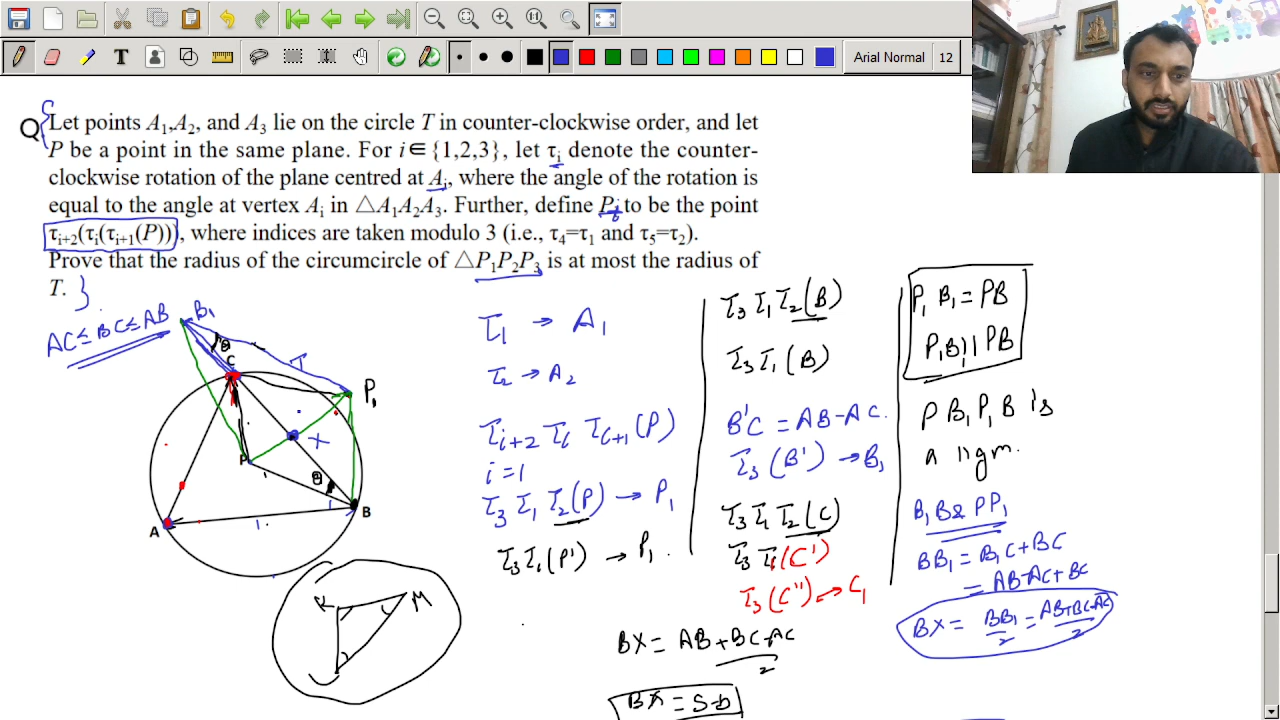 Arial Normal 12
Q Let points A₁,A₂, and A₃ lie on the circle T in counter-clockwise order, and let
P be a point in the same plane. For i∈{1,2,3}, let τᵢ denote the counter-
clockwise rotation of the plane centred at Aᵢ, where the angle of the rotation is
equal to the angle at vertex Aᵢ in △A₁A₂A₃. Further, define Pᵢ to be the point
τᵢ₊₂(τᵢ(τᵢ₊₁(P))), where indices are taken modulo 3 (i.e., τ₄=τ₁ and τ₅=τ₂).
Prove that the radius of the circumcircle of △P₁P₂P₃ is at most the radius of
T.
AC ≤ BC ≤ AB
B₁
θ
C
T
P₁
X
P
θ
A
B
K
M
τ₁ → A₁
τ₂ → A₂
τᵢ₊₂ τᵢ τᵢ₊₁ (P)
i = 1
τ₃ τ₁ τ₂(P) → P₁
τ₃ τ₁(P') → P₁.
τ₃ τ₁ τ₂(B)
τ₃ τ₁(B)
B'C = AB - AC.
τ₃(B') → B₁
τ₃ τ₁ τ₂(C)
τ₃ τ₁(C')
τ₃(C'') → C₁
BX = AB + BC - AC
2
BX = S-b
P₁ B₁ = PB
P₁B₁ || PB
P B₁ P₁ B is
a ||gm.
B₁ B & PP₁
BB₁ = B₁C + BC
= AB - AC + BC
BX = BB₁/2 = AB+BC-AC/2